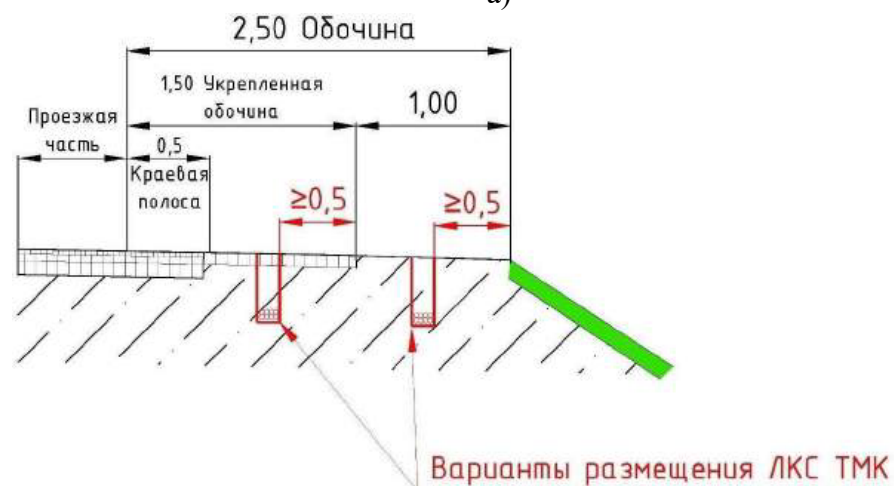 а)
2,50 Обочина
1,50 Укрепленная
обочина
1,00
Проезжая
часть
0,5
Краевая
полоса
≥0,5
≥0,5
Варианты размещения ЛКС ТМК